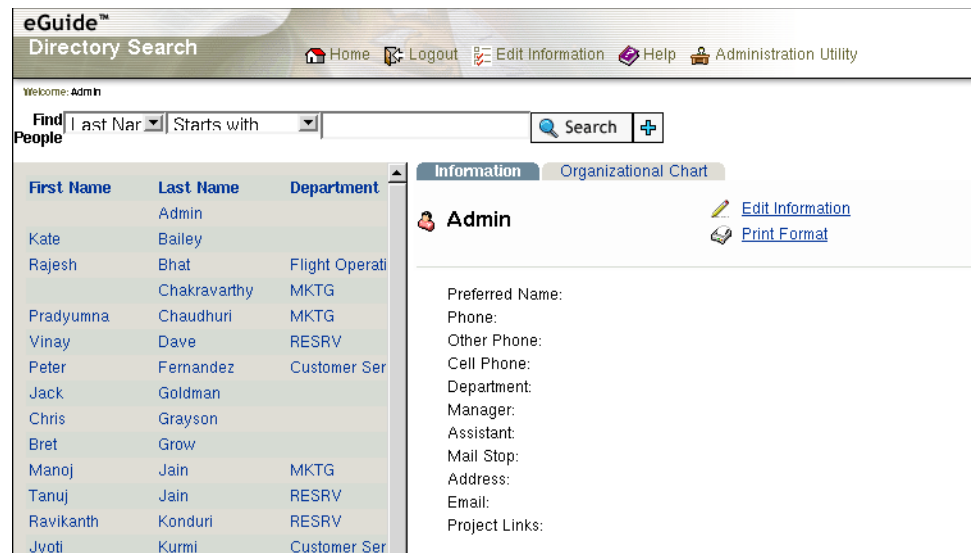 eGuide™
Directory Search
Home Logout Edit Information Help Administration Utility
Welcome: Admin
Find People Last Nar Starts with Search
First Name Last Name Department
Admin
Kate Bailey
Rajesh Bhat Flight Operati
Chakravarthy MKTG
Pradyumna Chaudhuri MKTG
Vinay Dave RESRV
Peter Fernandez Customer Ser
Jack Goldman
Chris Grayson
Bret Grow
Manoj Jain MKTG
Tanuj Jain RESRV
Ravikanth Konduri RESRV
Jyoti Kurmi Customer Ser
Information Organizational Chart
Admin
Edit Information
Print Format
Preferred Name:
Phone:
Other Phone:
Cell Phone:
Department:
Manager:
Assistant:
Mail Stop:
Address:
Email:
Project Links: